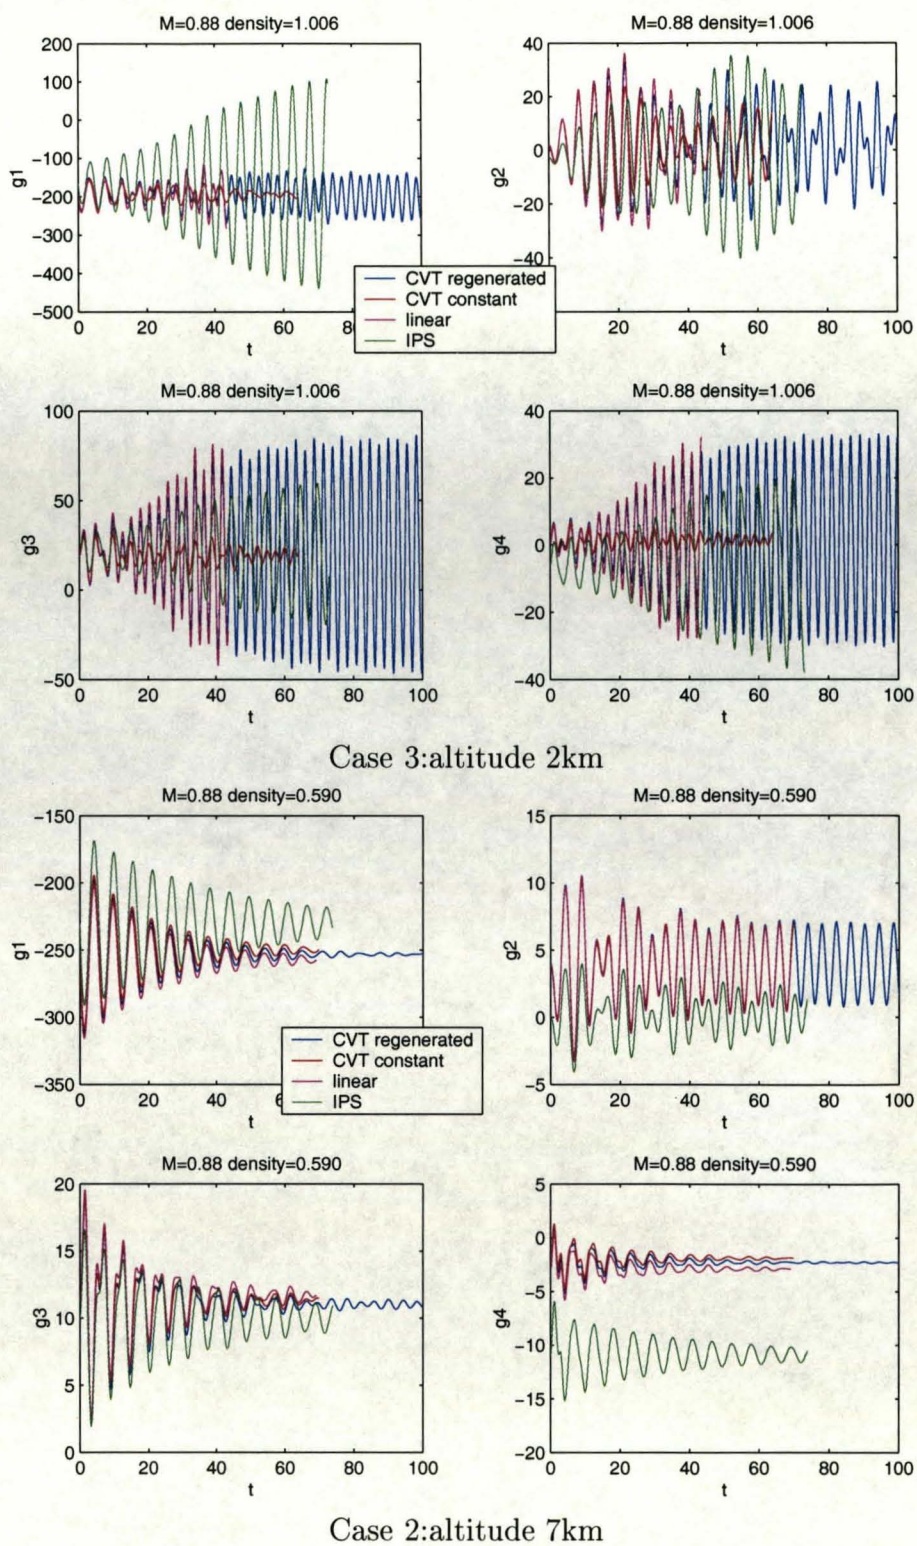 M=0.88 density=1.006
200
100
0
−100
−200
−300
−400
−500
g1
0 20 40 60 8 100
t
M=0.88 density=1.006
40
20
0
−20
−40
g2
20 40 60 80 100
t
CVT regenerated
CVT constant
linear
IPS
M=0.88 density=1.006
100
50
0
−50
g3
0 20 40 60 80 100
t
M=0.88 density=1.006
40
20
0
−20
−40
g4
0 20 40 60 80 100
t
Case 3:altitude 2km
M=0.88 density=0.590
−150
−200
−250
−300
−350
g1
0 20 40 6 100
t
CVT regenerated
CVT constant
linear
IPS
M=0.88 density=0.590
15
10
5
0
−5
g2
0 20 40 60 80 100
t
M=0.88 density=0.590
20
15
10
5
0
g3
0 20 40 60 80 100
t
M=0.88 density=0.590
5
0
−5
−10
−15
−20
g4
0 20 40 60 80 100
t
Case 2:altitude 7km